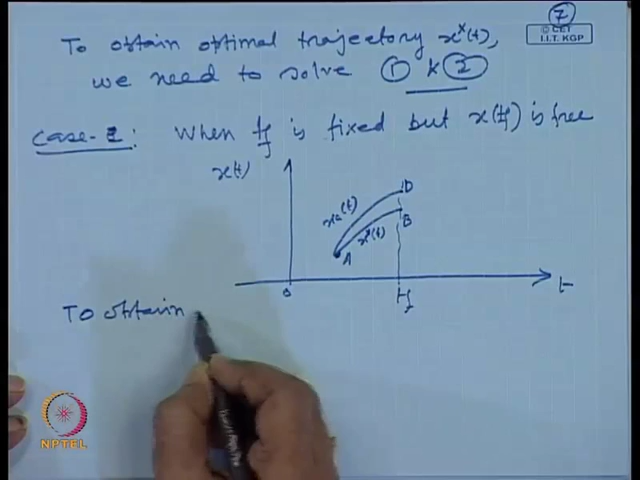 7
© CET
I.I.T. KGP
To obtain optimal trajectory x*(t),
we need to solve ① & ②
Case-2: When tf is fixed but x(tf) is free
x(t)
D
xa(t)
B
x*(t)
A
0
tf
t
To obtain
NPTEL